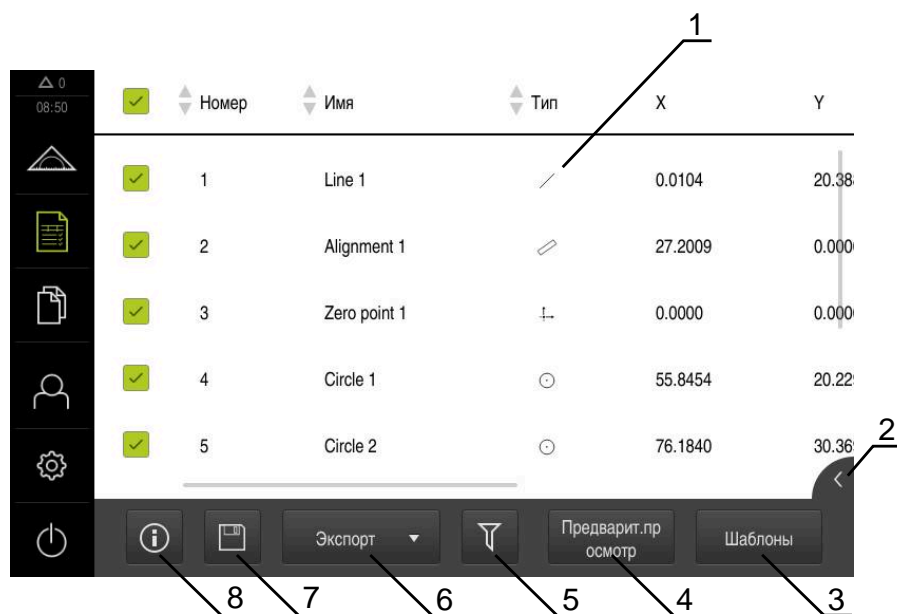 1
0
08:50
Номер Имя Тип X Y
1 Line 1 0.0104 20.38
2 Alignment 1 27.2009 0.000
3 Zero point 1 0.0000 0.000
4 Circle 1 55.8454 20.22
5 Circle 2 76.1840 30.36
2
Экспорт Предварит.пр Шаблоны
осмотр
8 7 6 5 4 3